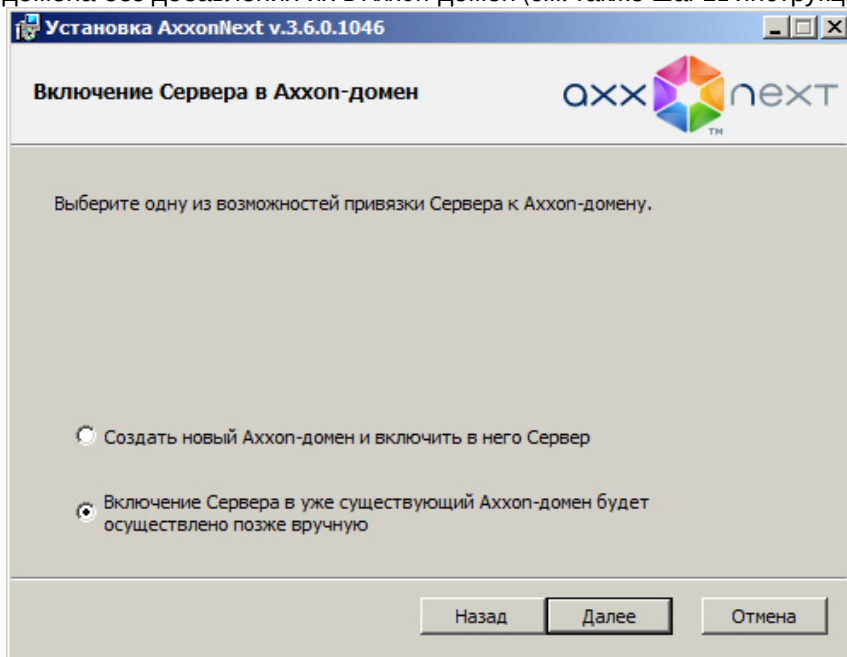 Установка AxxonNext v.3.6.0.1046
Включение Сервера в Axxon-домен
axx next
TM
Выберите одну из возможностей привязки Сервера к Axxon-домену.
Создать новый Axxon-домен и включить в него Сервер
Включение Сервера в уже существующий Axxon-домен будет
осуществлено позже вручную
Назад Далее Отмена